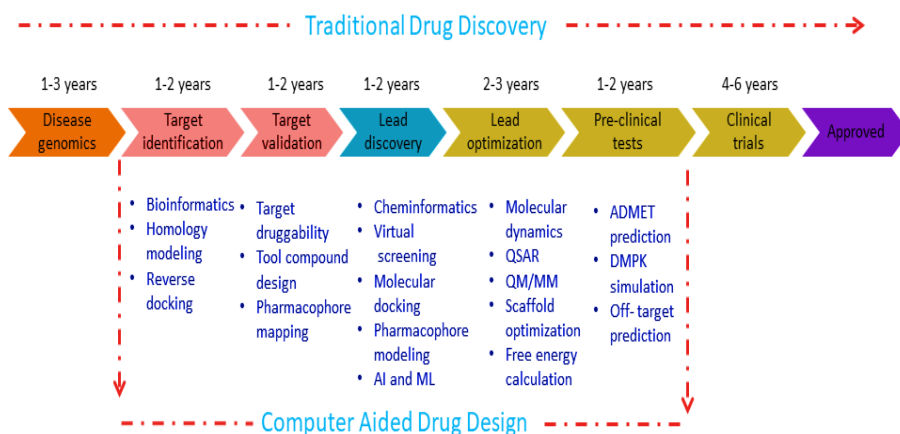 Traditional Drug Discovery
1-3 years
1-2 years
1-2 years
1-2 years
2-3 years
1-2 years
4-6 years
Disease
genomics
Target
identification
Target
validation
Lead
discovery
Lead
optimization
Pre-clinical
tests
Clinical
trials
Approved
• Bioinformatics
• Homology
modeling
• Reverse
docking
• Target
druggability
• Tool compound
design
• Pharmacophore
mapping
• Cheminformatics
• Virtual
screening
• Molecular
docking
• Pharmacophore
modeling
• AI and ML
• Molecular
dynamics
• QSAR
• QM/MM
• Scaffold
optimization
• Free energy
calculation
• ADMET
prediction
• DMPK
simulation
• Off- target
prediction
Computer Aided Drug Design